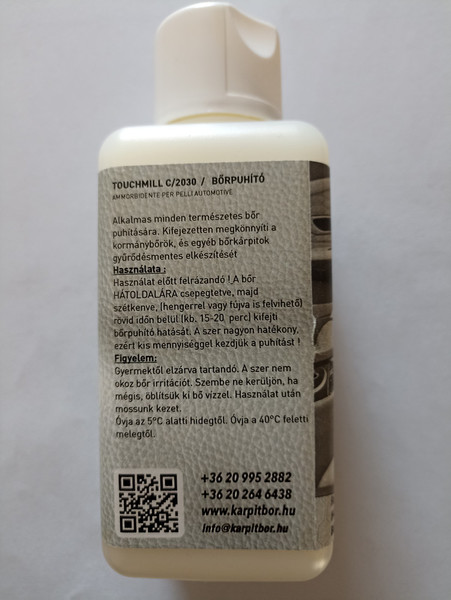 TOUCHMILL C/2030 / BŐRPUHÍTÓ
AMMORBIDENTE PER PELLI AUTOMOTIVE
Alkalmas minden természetes bőr
puhítására. Kifejezetten megkönnyíti a
kormánybőrök, és egyéb bőrkárpitok
gyűrődésmentes elkészítését
Használata :
Használat előtt felrázandó ! A bőr
HÁTOLDALÁRA csepegtetve, majd
szétkenve, (hengerrel vagy fújva is felvihető)
rövid időn belül (kb. 15-20 perc) kifejti
bőrpuhító hatását. A szer nagyon hatékony,
ezért kis mennyiséggel kezdjük a puhítást !
Figyelem:
Gyermektől elzárva tartandó. A szer nem
okoz bőr irritációt. Szembe ne kerüljön, ha
mégis, öblítsük ki bő vízzel. Használat után
mossunk kezet.
Óvja az 5°C alatti hidegtől. Óvja a 40°C feletti
melegtől.
+36 20 995 2882
+36 20 264 6438
www.karpitbor.hu
info@karpitbor.hu